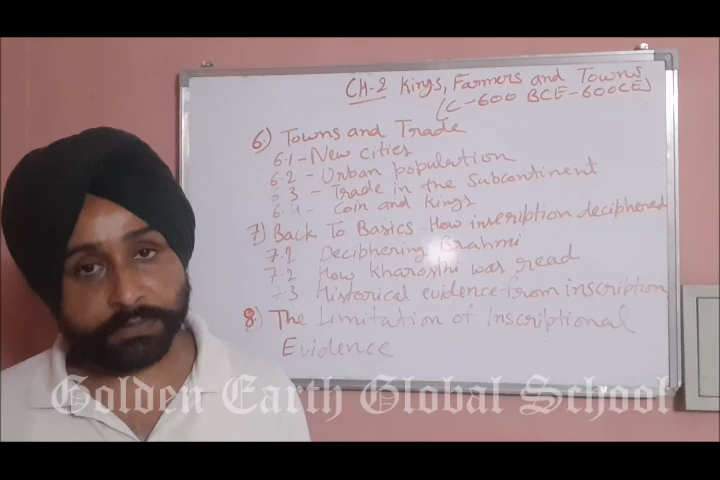 CH-2 Kings, Farmers and Towns
(C-600 BCE-600CE)
6.) Towns and Trade
6.1 - New Cities
6.2 - Urban population
6.3 - Trade in the Subcontinent
6.4 - Coin and Kings
7.) Back To Basics - How inscription deciphered
7.1 Deciphering Brahmi
7.2 How Kharosthi was read
7.3 Historical evidence from inscription
8.) The Limitation of Inscriptional
Evidence
Golden Earth Global School